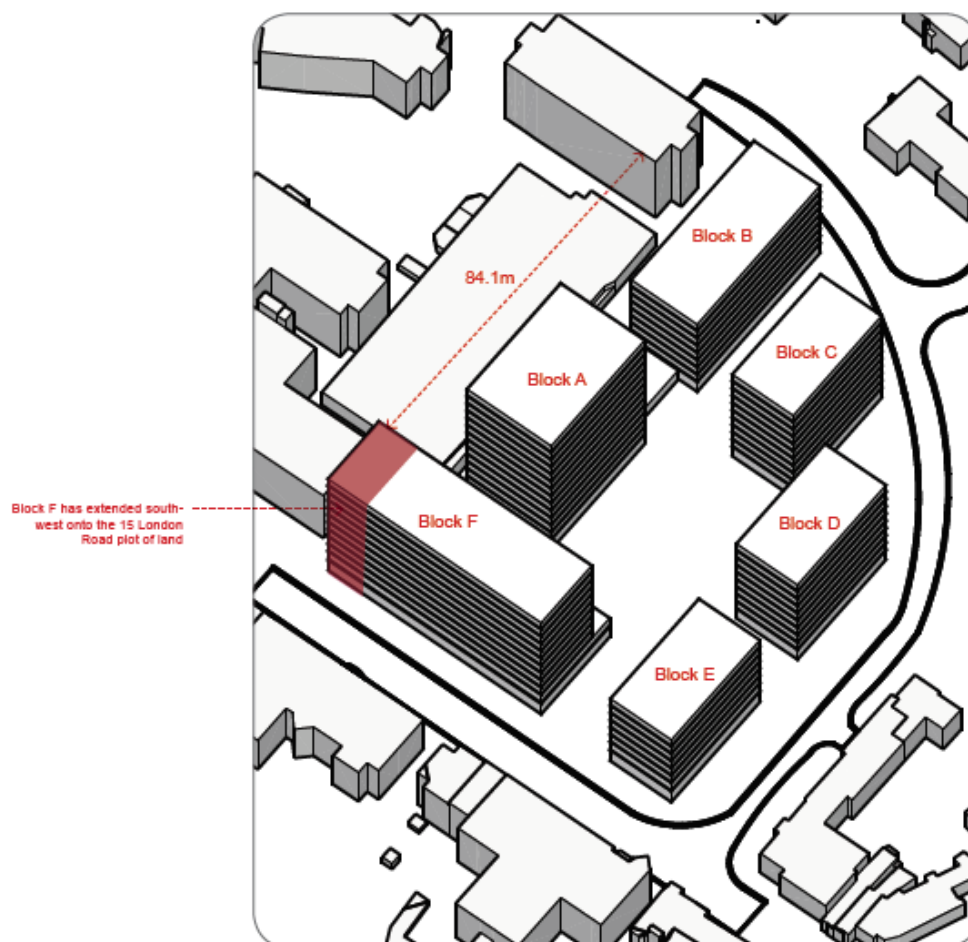 Block B
84.1m
Block C
Block A
Block F has extended south-
west onto the 15 London
Road plot of land
Block F
Block D
Block E